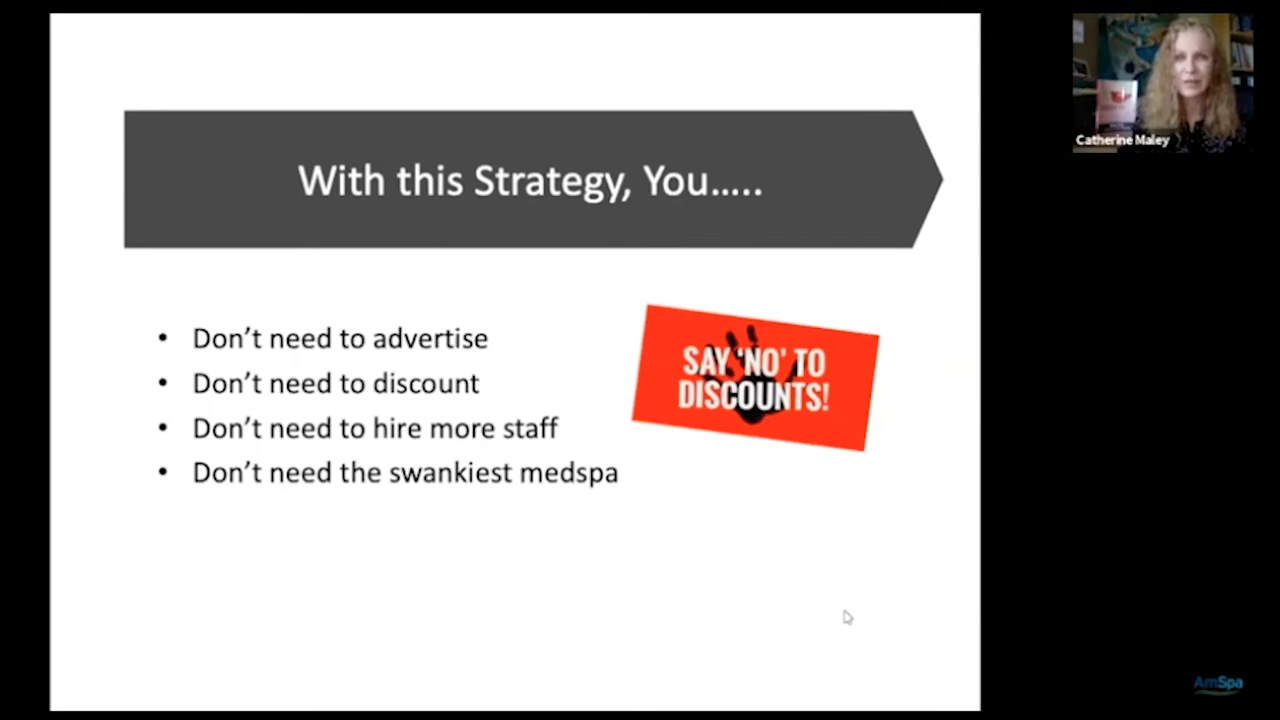 With this Strategy, You…..
• Don’t need to advertise
• Don’t need to discount
• Don’t need to hire more staff
• Don’t need the swankiest medspa
SAY ‘NO’ TO
DISCOUNTS!
Catherine Maley
AmSpa